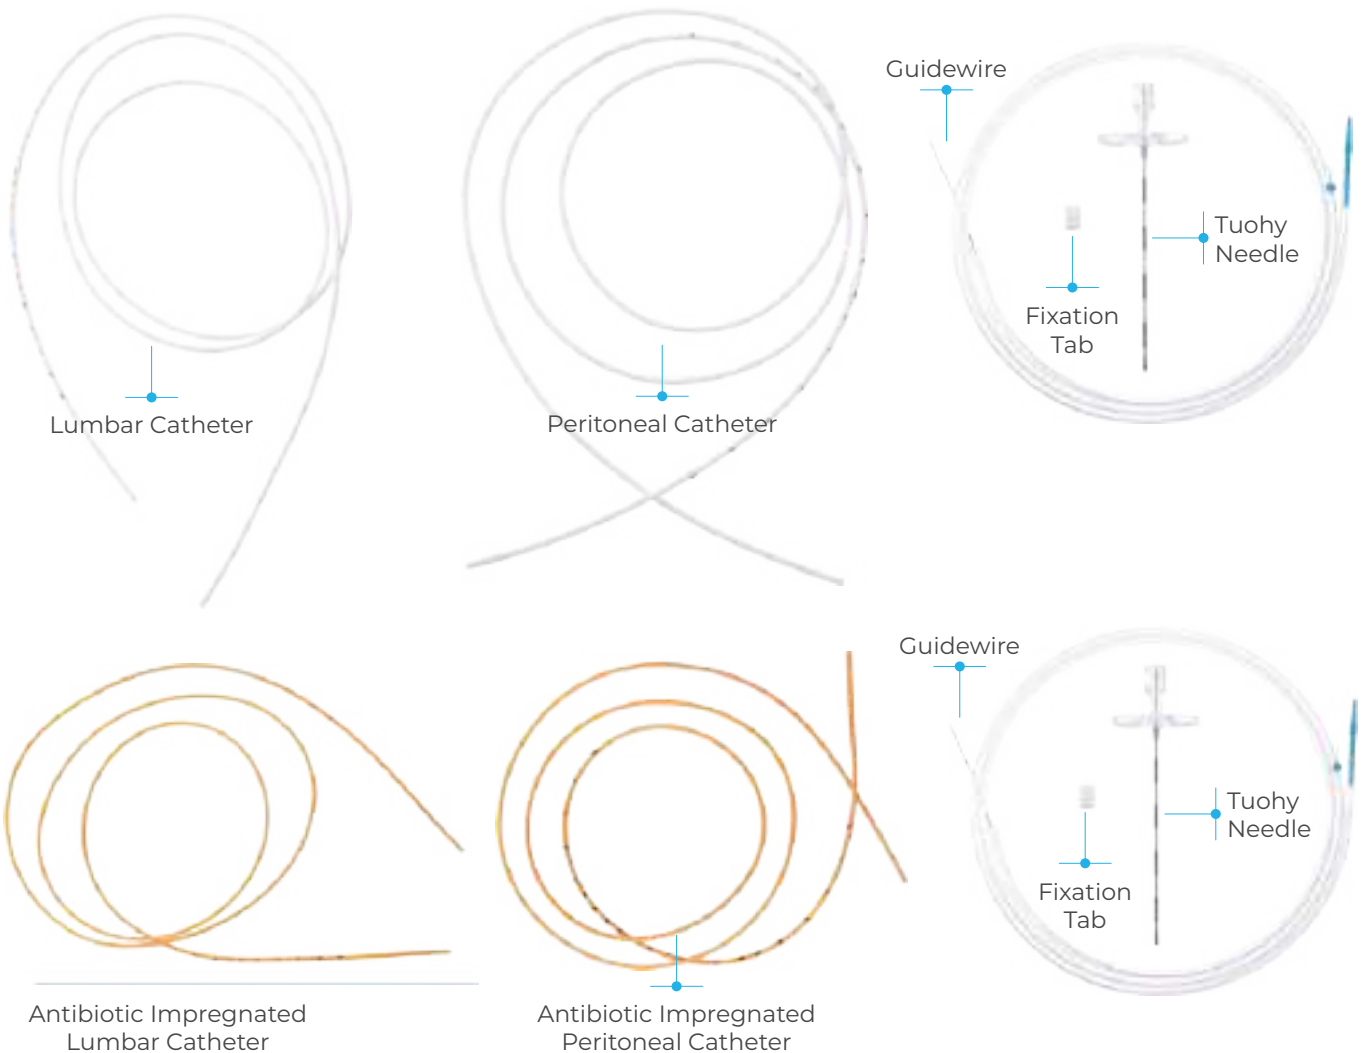 Guidewire
Tuohy
Needle
Fixation
Tab
Lumbar Catheter
Peritoneal Catheter
Guidewire
Tuohy
Needle
Fixation
Tab
Antibiotic Impregnated
Lumbar Catheter
Antibiotic Impregnated
Peritoneal Catheter